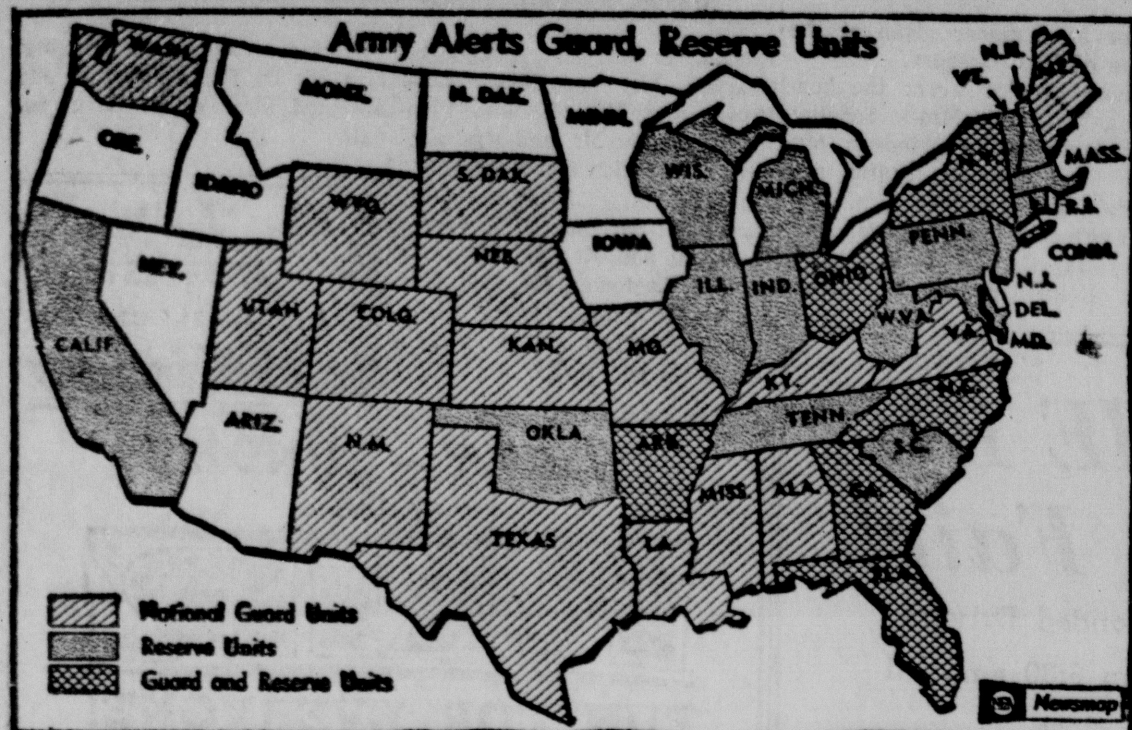 Army Alerts Guard, Reserve Units
WASH.
MONT.
N. DAK.
MINN.
VT.
N.H.
ME.
ORE.
IDAHO
WYO.
S. DAK.
WIS.
MICH.
N.Y.
MASS.
R.I.
CONN.
NEV.
UTAH
COLO.
NEB.
IOWA
ILL.
IND.
OHIO
PENN.
N.J.
DEL.
MD.
CALIF.
KAN.
MO.
KY.
W.VA.
VA.
ARIZ.
N.M.
OKLA.
ARK.
TENN.
N.C.
S.C.
TEXAS
LA.
MISS.
ALA.
GA.
FLA.
National Guard Units
Reserve Units
Guard and Reserve Units
Newsmap